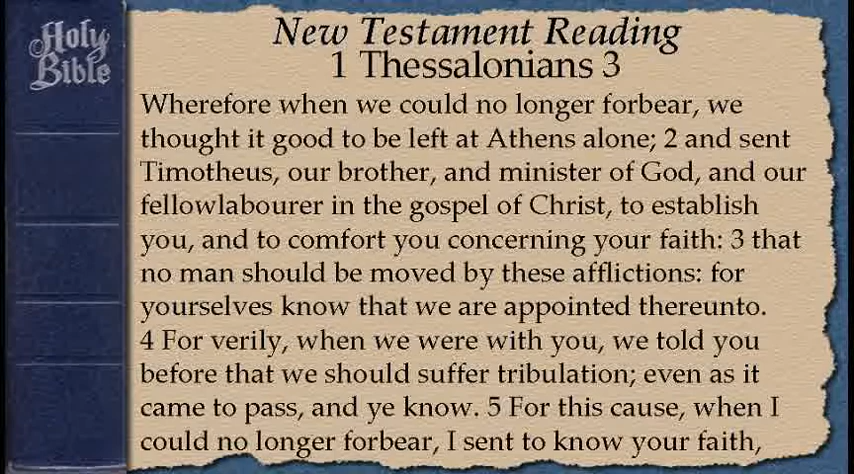 Holy
Bible
New Testament Reading
1 Thessalonians 3
Wherefore when we could no longer forbear, we
thought it good to be left at Athens alone; 2 and sent
Timotheus, our brother, and minister of God, and our
fellowlabourer in the gospel of Christ, to establish
you, and to comfort you concerning your faith: 3 that
no man should be moved by these afflictions: for
yourselves know that we are appointed thereunto.
4 For verily, when we were with you, we told you
before that we should suffer tribulation; even as it
came to pass, and ye know. 5 For this cause, when I
could no longer forbear, I sent to know your faith,